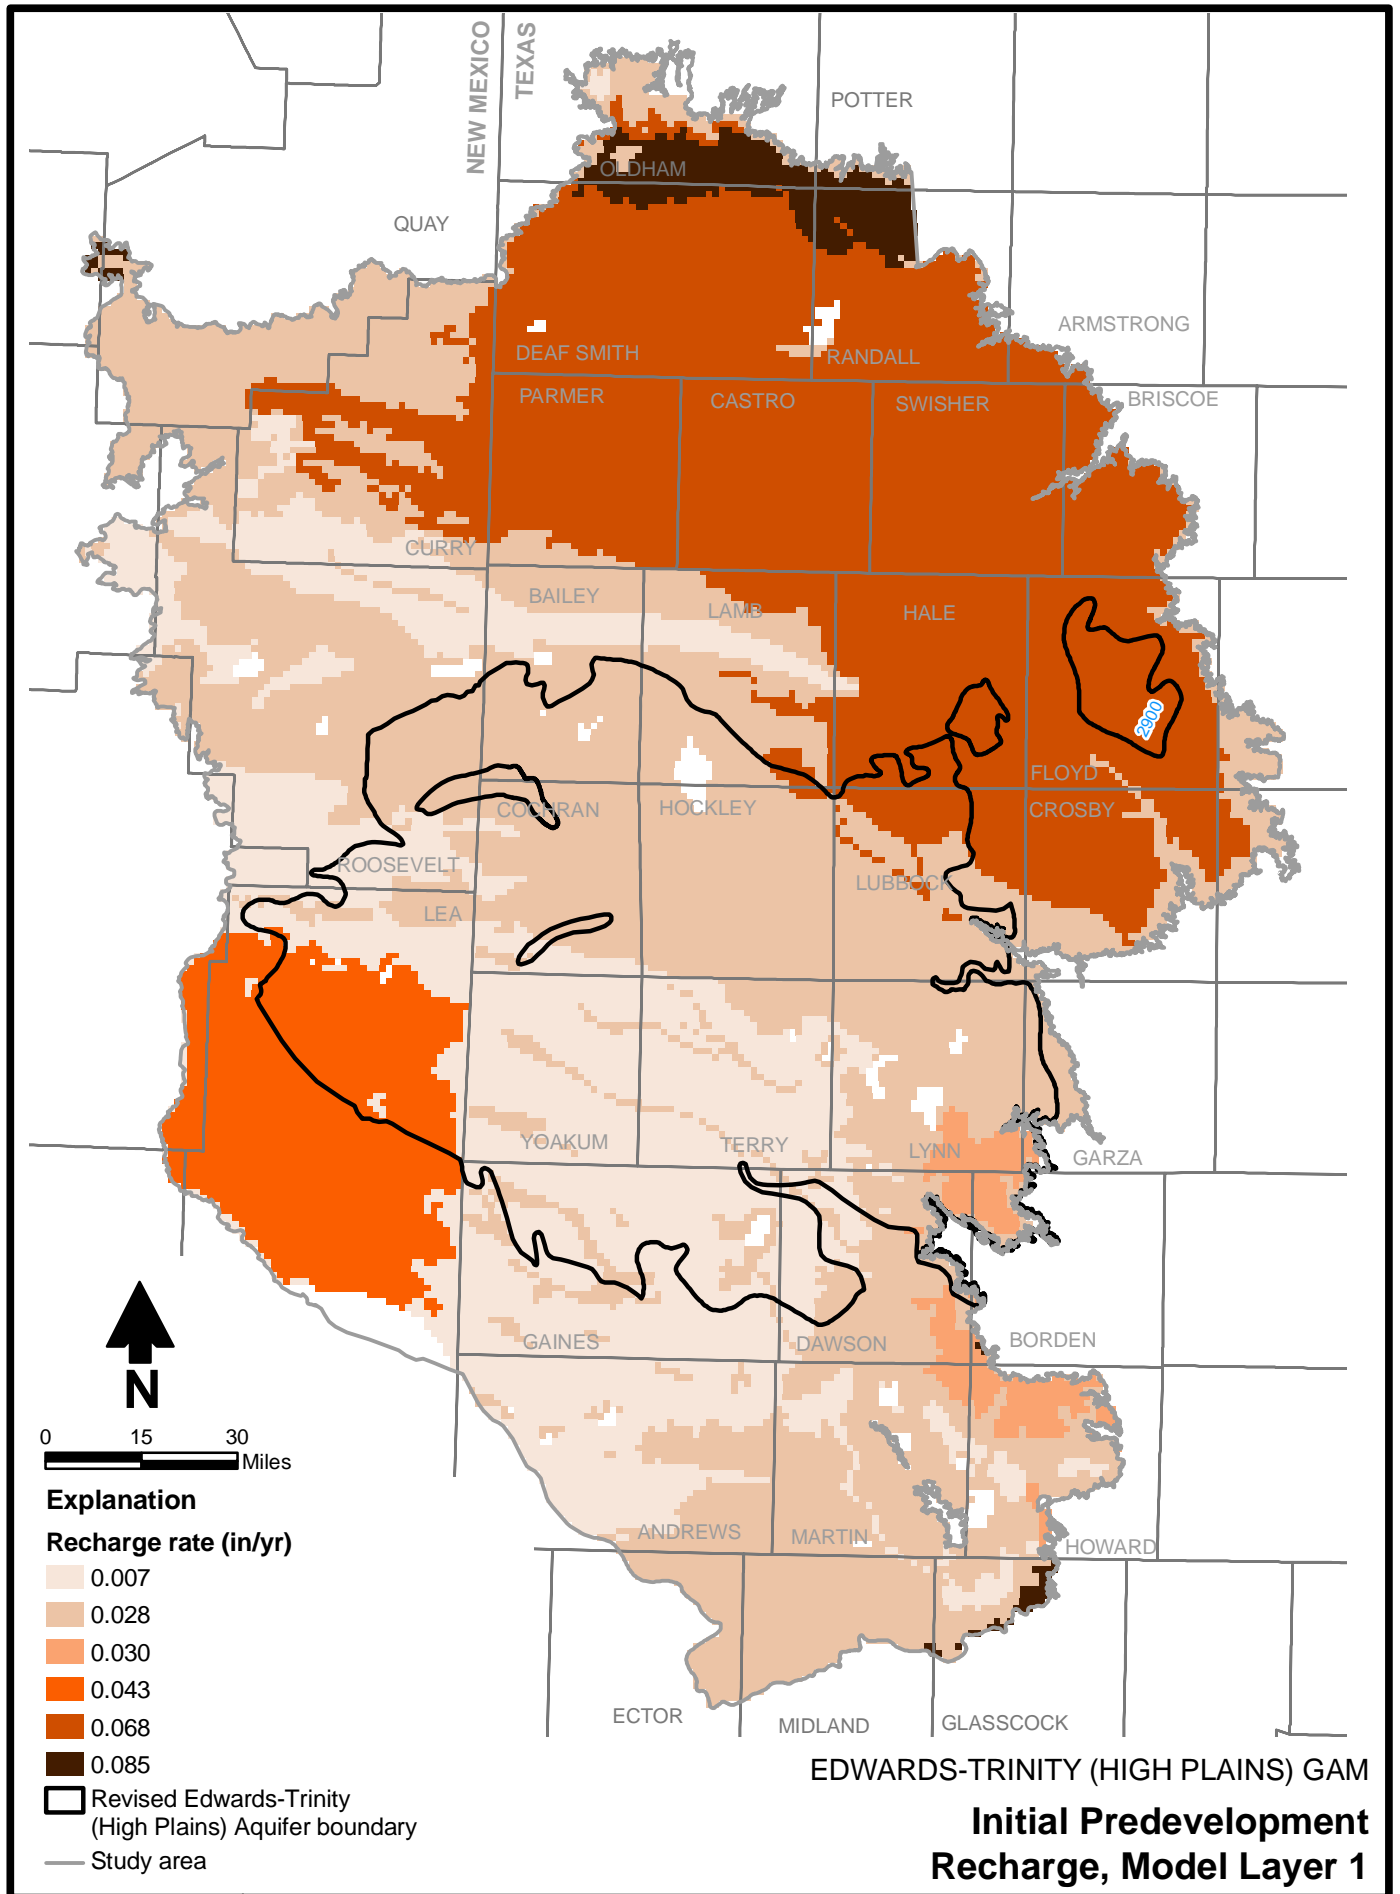 NEW MEXICO
TEXAS
POTTER
OLDHAM
QUAY
ARMSTRONG
DEAF SMITH
RANDALL
PARMER
CASTRO
SWISHER
BRISCOE
CURRY
BAILEY
LAMB
HALE
2900
FLOYD
COCHRAN
HOCKLEY
CROSBY
ROOSEVELT
LUBBOCK
LEA
YOAKUM
TERRY
LYNN
GARZA
GAINES
DAWSON
BORDEN
N
0 15 30
Miles
ANDREWS
MARTIN
HOWARD
Explanation
Recharge rate (in/yr)
0.007
0.028
0.030
0.043
0.068
0.085
Revised Edwards-Trinity
(High Plains) Aquifer boundary
Study area
ECTOR
MIDLAND
GLASSCOCK
EDWARDS-TRINITY (HIGH PLAINS) GAM
Initial Predevelopment
Recharge, Model Layer 1